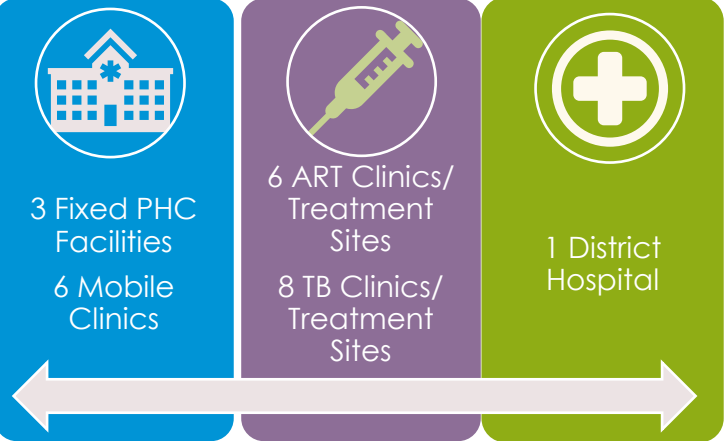 3 Fixed PHC
Facilities
6 Mobile
Clinics
6 ART Clinics/
Treatment
Sites
8 TB Clinics/
Treatment
Sites
1 District
Hospital